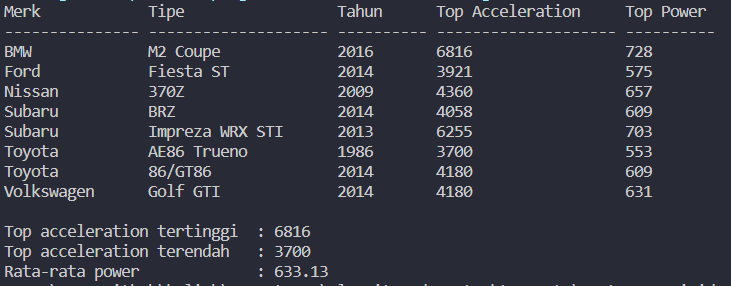 Merk           Tipe                Tahun     Top Acceleration     Top Power
--------------- -------------------- ---------- -------------------- ----------
BMW            M2 Coupe            2016      6816                 728
Ford           Fiesta ST           2014      3921                 575
Nissan         370Z                2009      4360                 657
Subaru         BRZ                 2014      4058                 609
Subaru         Impreza WRX STI     2013      6255                 703
Toyota         AE86 Trueno         1986      3700                 553
Toyota         86/GT86             2014      4180                 609
Volkswagen     Golf GTI            2014      4180                 631
Top acceleration tertinggi  : 6816
Top acceleration terendah   : 3700
Rata-rata power             : 633.13